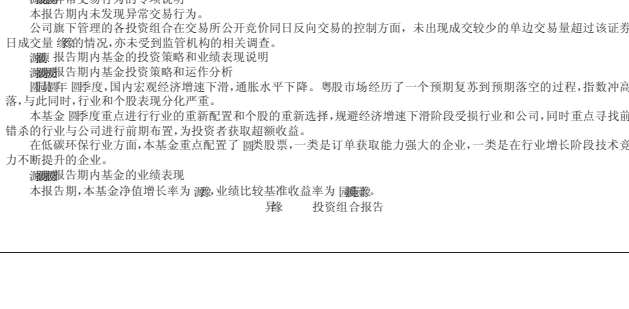 异常交易行为的专项说明
本报告期内未发现异常交易行为。
公司旗下管理的各投资组合在交易所公开竞价同日反向交易的控制方面，未出现成交较少的单边交易量超过该证券
日成交量 的情况，亦未受到监管机构的相关调查。
报告期内基金的投资策略和业绩表现说明
报告期内基金投资策略和运作分析
年 季度，国内宏观经济增速下滑，通胀水平下降。粤股市场经历了一个预期复苏到预期落空的过程，指数冲高
落，与此同时，行业和个股表现分化严重。
本基金 季度重点进行行业的重新配置和个股的重新选择，规避经济增速下滑阶段受损行业和公司，同时重点寻找前
错杀的行业与公司进行前期布置，为投资者获取超额收益。
在低碳环保行业方面，本基金重点配置了 类股票，一类是订单获取能力强大的企业，一类是在行业增长阶段技术竞
力不断提升的企业。
报告期内基金的业绩表现
本报告期，本基金净值增长率为 ，业绩比较基准收益率为 。
投资组合报告